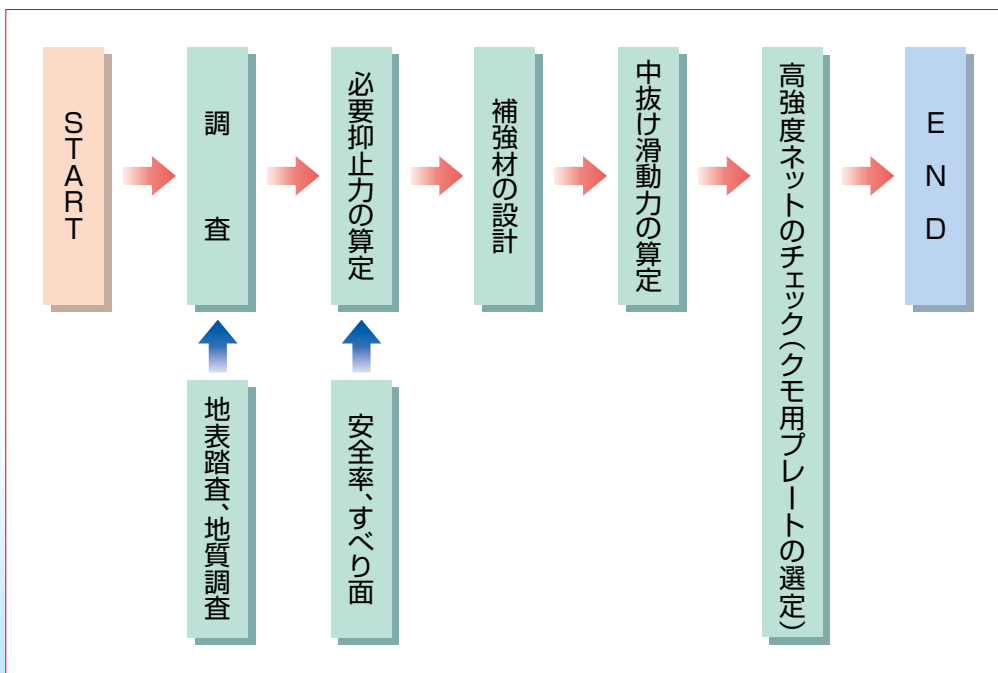 START
調査
必要抑止力の算定
補強材の設計
中抜け滑動力の算定
高強度ネットのチェック(クモ用プレートの選定)
END
地表踏査、地質調査
安全率、すべり面